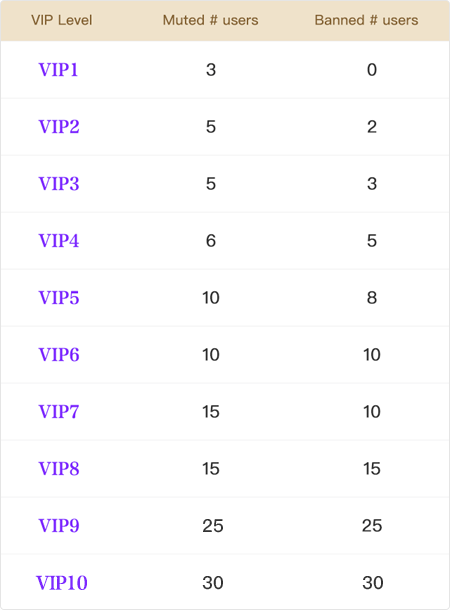 VIP Level Muted # users Banned # users
VIP1 3 0
VIP2 5 2
VIP3 5 3
VIP4 6 5
VIP5 10 8
VIP6 10 10
VIP7 15 10
VIP8 15 15
VIP9 25 25
VIP10 30 30